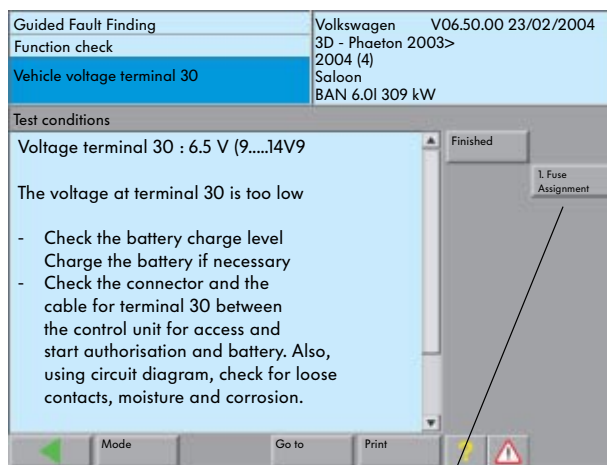 Guided Fault Finding
Function check
Vehicle voltage terminal 30
Volkswagen V06.50.00 23/02/2004
3D - Phaeton 2003>
2004 (4)
Saloon
BAN 6.0l 309 kW
Test conditions
Voltage terminal 30 : 6.5 V (9.....14V9
The voltage at terminal 30 is too low
- Check the battery charge level
Charge the battery if necessary
- Check the connector and the
cable for terminal 30 between
the control unit for access and
start authorisation and battery. Also,
using circuit diagram, check for loose
contacts, moisture and corrosion.
Finished
1. Fuse
Assignment
Mode
Go to
Print
?